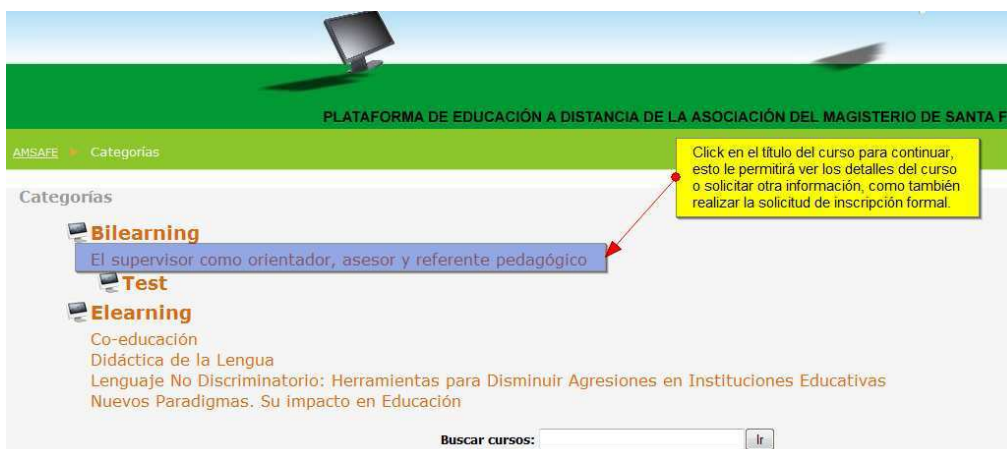 PLATAFORMA DE EDUCACIÓN A DISTANCIA DE LA ASOCIACIÓN DEL MAGISTERIO DE SANTA F
AMSAFE Categorías
Click en el título del curso para continuar,
esto le permitirá ver los detalles del curso
o solicitar otra información, como también
realizar la solicitud de inscripción formal.
Categorías
Bilearning
El supervisor como orientador, asesor y referente pedagógico
Test
Elearning
Co-educación
Didáctica de la Lengua
Lenguaje No Discriminatorio: Herramientas para Disminuir Agresiones en Instituciones Educativas
Nuevos Paradigmas. Su impacto en Educación
Buscar cursos: Ir